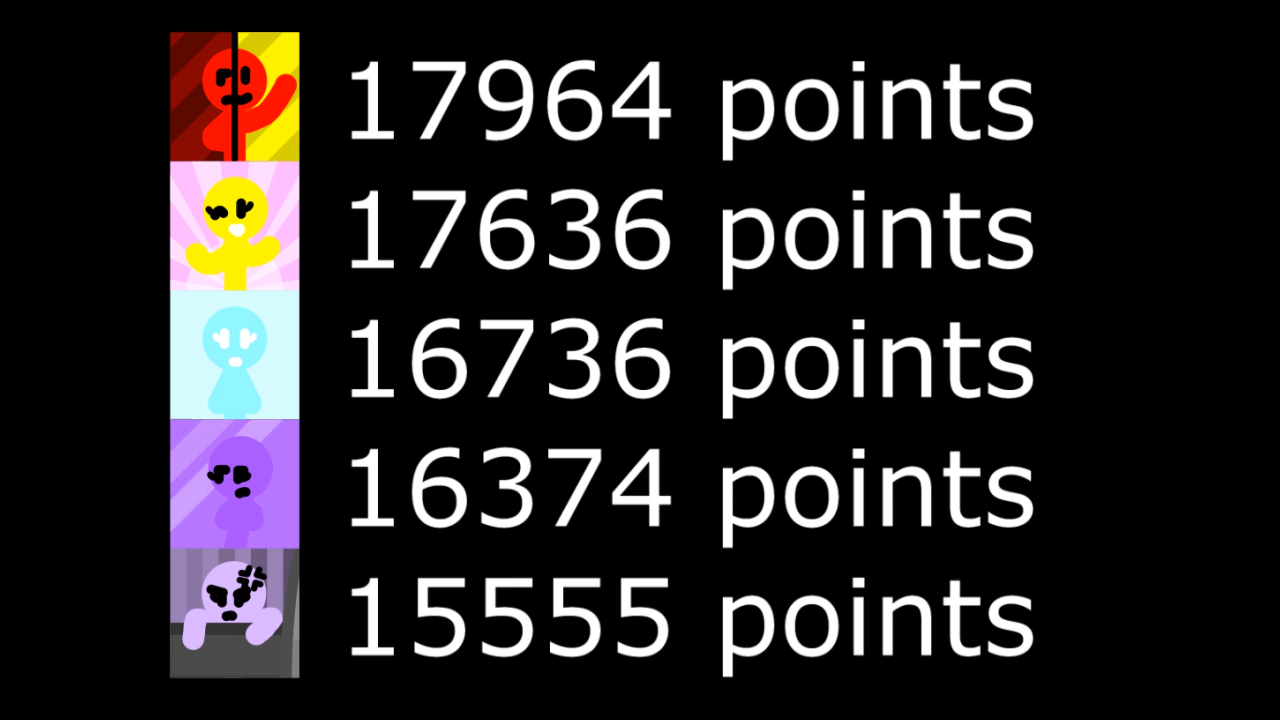 17964 points
17636 points
16736 points
16374 points
15555 points